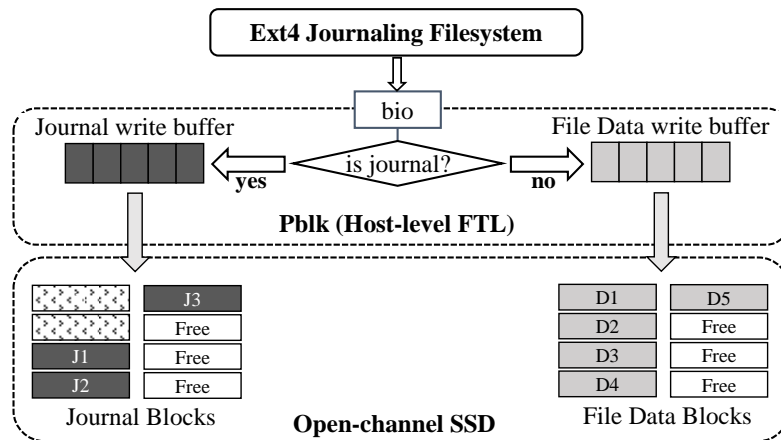 Ext4 Journaling Filesystem
bio
Journal write buffer
File Data write buffer
is journal?
yes
no
Pblk (Host-level FTL)
J3
Free
J1
Free
J2
Free
D1
D5
D2
Free
D3
Free
D4
Free
Journal Blocks
File Data Blocks
Open-channel SSD